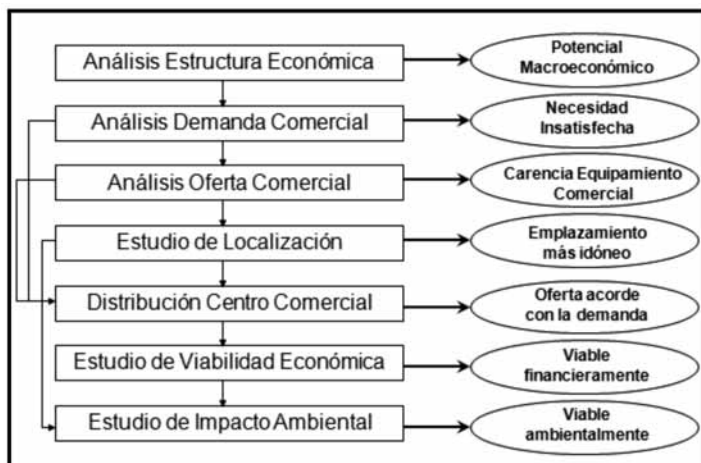 Análisis Estructura Económica
Potencial
Macroeconómico
Análisis Demanda Comercial
Necesidad
Insatisfecha
Análisis Oferta Comercial
Carencia Equipamiento
Comercial
Estudio de Localización
Emplazamiento
más idóneo
Distribución Centro Comercial
Oferta acorde
con la demanda
Estudio de Viabilidad Económica
Viable
financieramente
Estudio de Impacto Ambiental
Viable
ambientalmente